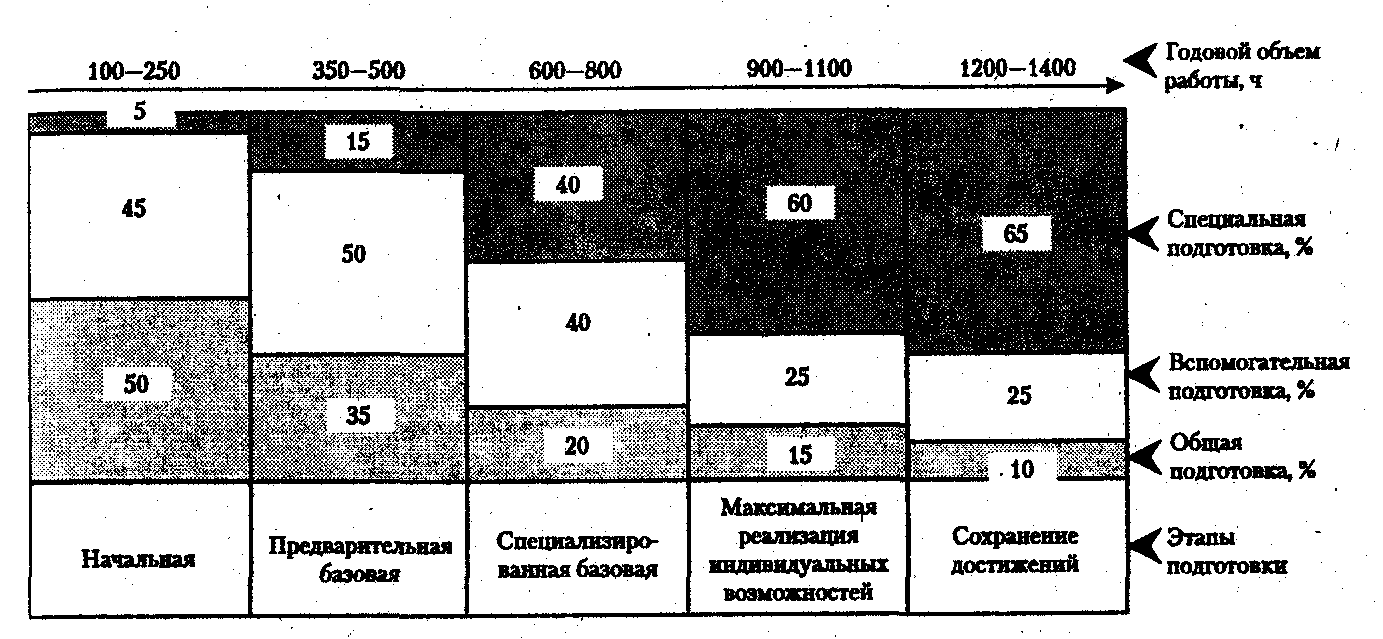 100—250
350—500
600—800
900—1100
1200—1400
Годовой объем
работы, ч
5
15
40
60
65
Специальная
подготовка, %
45
50
40
25
25
Вспомогательная
подготовка, %
50
35
20
15
10
Общая
подготовка, %
Начальная
Предварительная
базовая
Специализиро-
ванная базовая
Максимальная
реализация
индивидуальных
возможностей
Сохранение
достижений
Этапы
подготовки